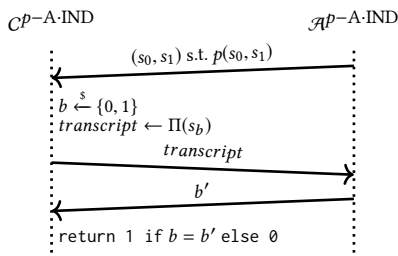 𝒞^{p−A·IND} 𝒜^{p−A·IND}
(s₀, s₁) s.t. p(s₀, s₁)
b ←$ {0, 1}
transcript ← Π(s_b)
transcript
b′
return 1 if b = b′ else 0